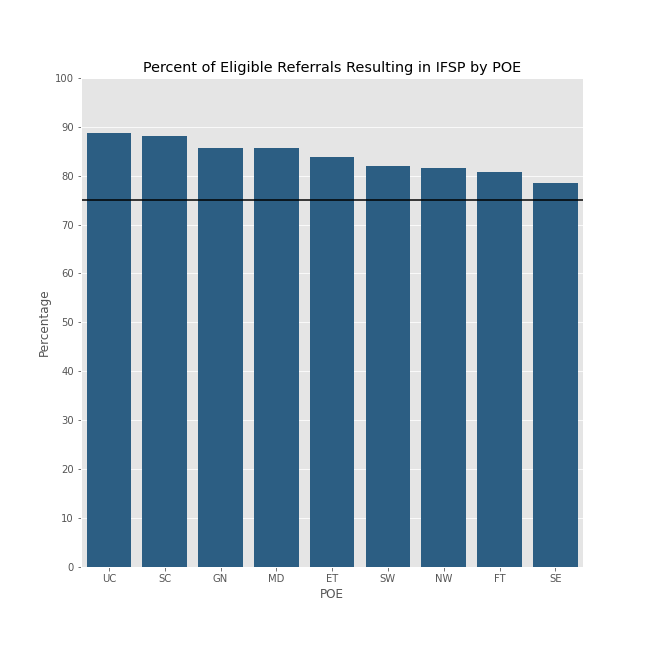 Percent of Eligible Referrals Resulting in IFSP by POE
100
90
80
70
60
50
40
30
20
10
0
Percentage
UC SC GN MD ET SW NW FT SE
POE